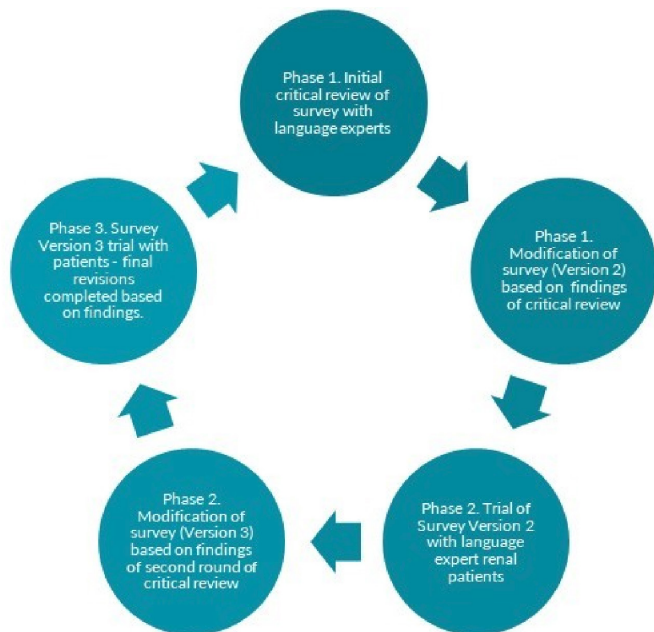 Phase 1. Initial
critical review of
survey with
language experts
Phase 1.
Modification of
survey (Version 2)
based on findings
of critical review
Phase 2. Trial of
Survey Version 2
with language
expert renal
patients
Phase 2.
Modification of
survey (Version 3)
based on findings
of second round of
critical review
Phase 3. Survey
Version 3 trial with
patients - final
revisions
completed based
on findings.